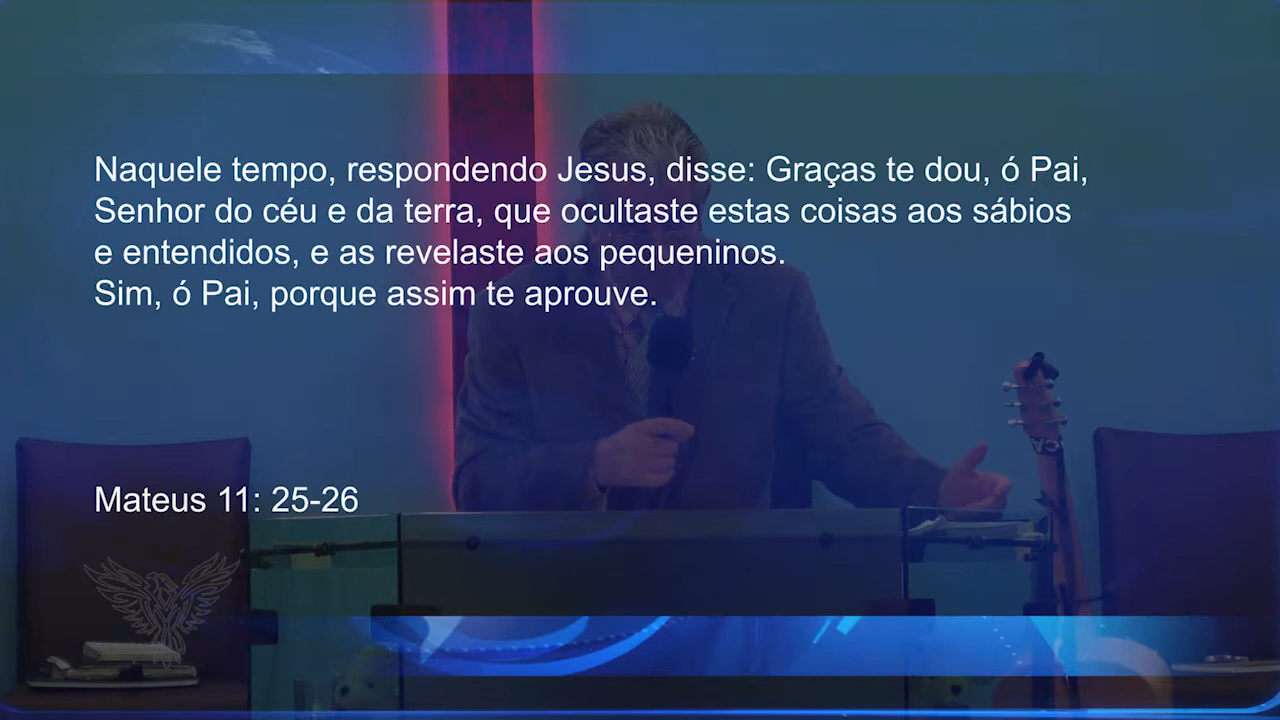 Naquele tempo, respondendo Jesus, disse: Graças te dou, ó Pai,
Senhor do céu e da terra, que ocultaste estas coisas aos sábios
e entendidos, e as revelaste aos pequeninos.
Sim, ó Pai, porque assim te aprouve.
Mateus 11: 25-26